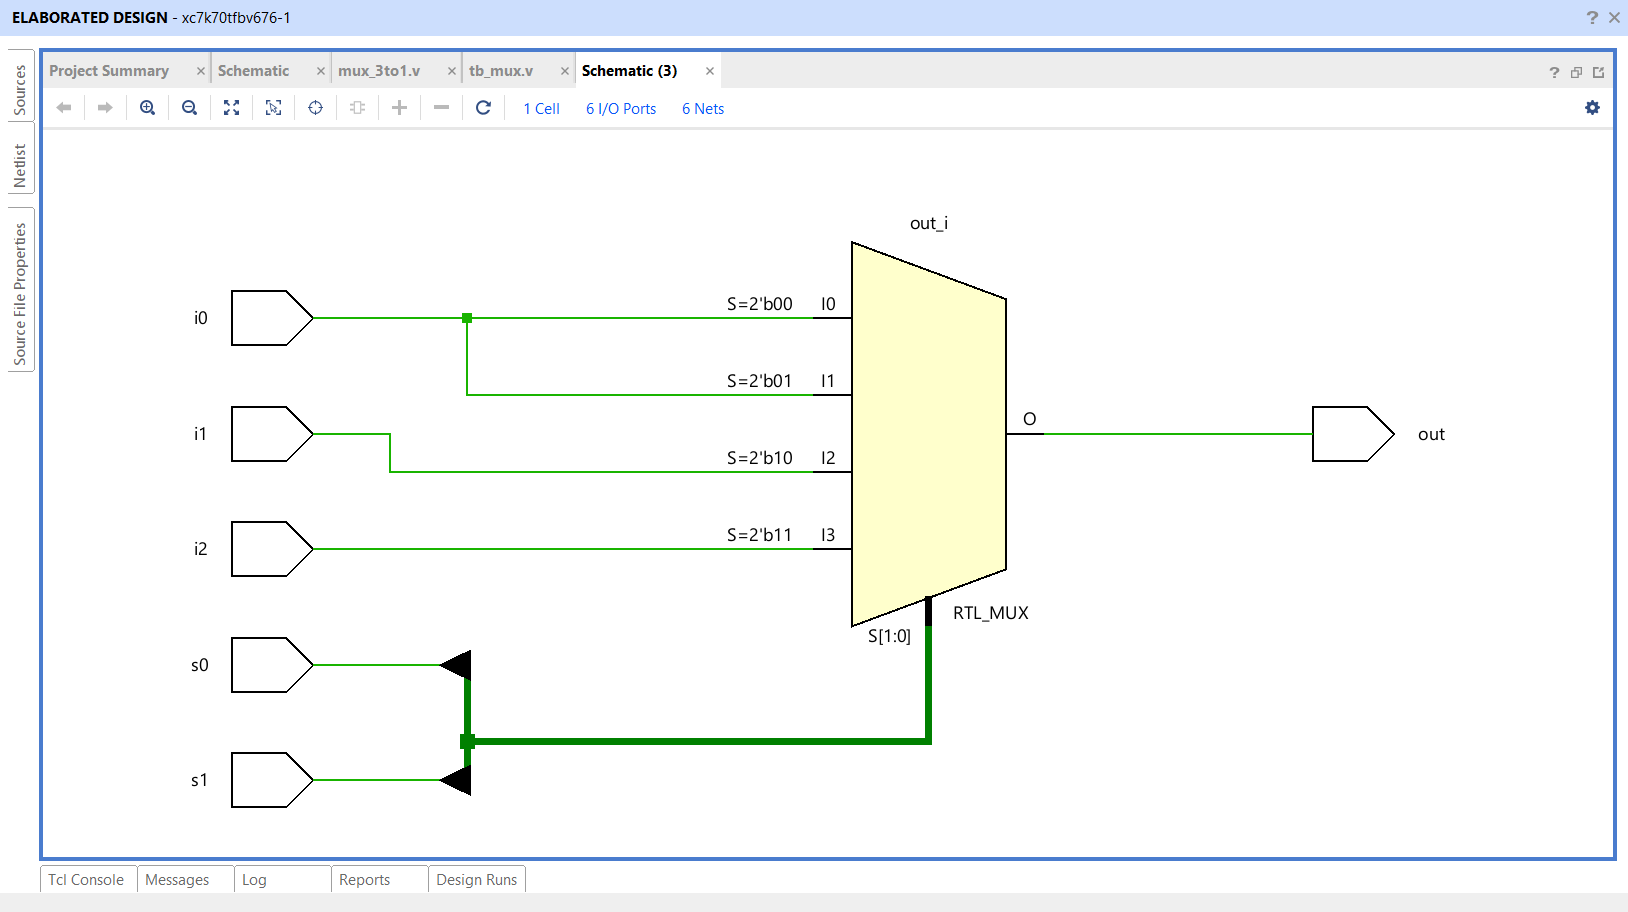 ELABORATED DESIGN - xc7k70tfbv676-1
? ×
Sources
Netlist
Source File Properties
Project Summary × Schematic × mux_3to1.v × tb_mux.v × Schematic (3) ×
?
1 Cell 6 I/O Ports 6 Nets
out_i
i0 S=2'b00 I0
S=2'b01 I1
i1 S=2'b10 I2
O
out
i2 S=2'b11 I3
RTL_MUX
S[1:0]
s0
s1
Tcl Console Messages Log Reports Design Runs